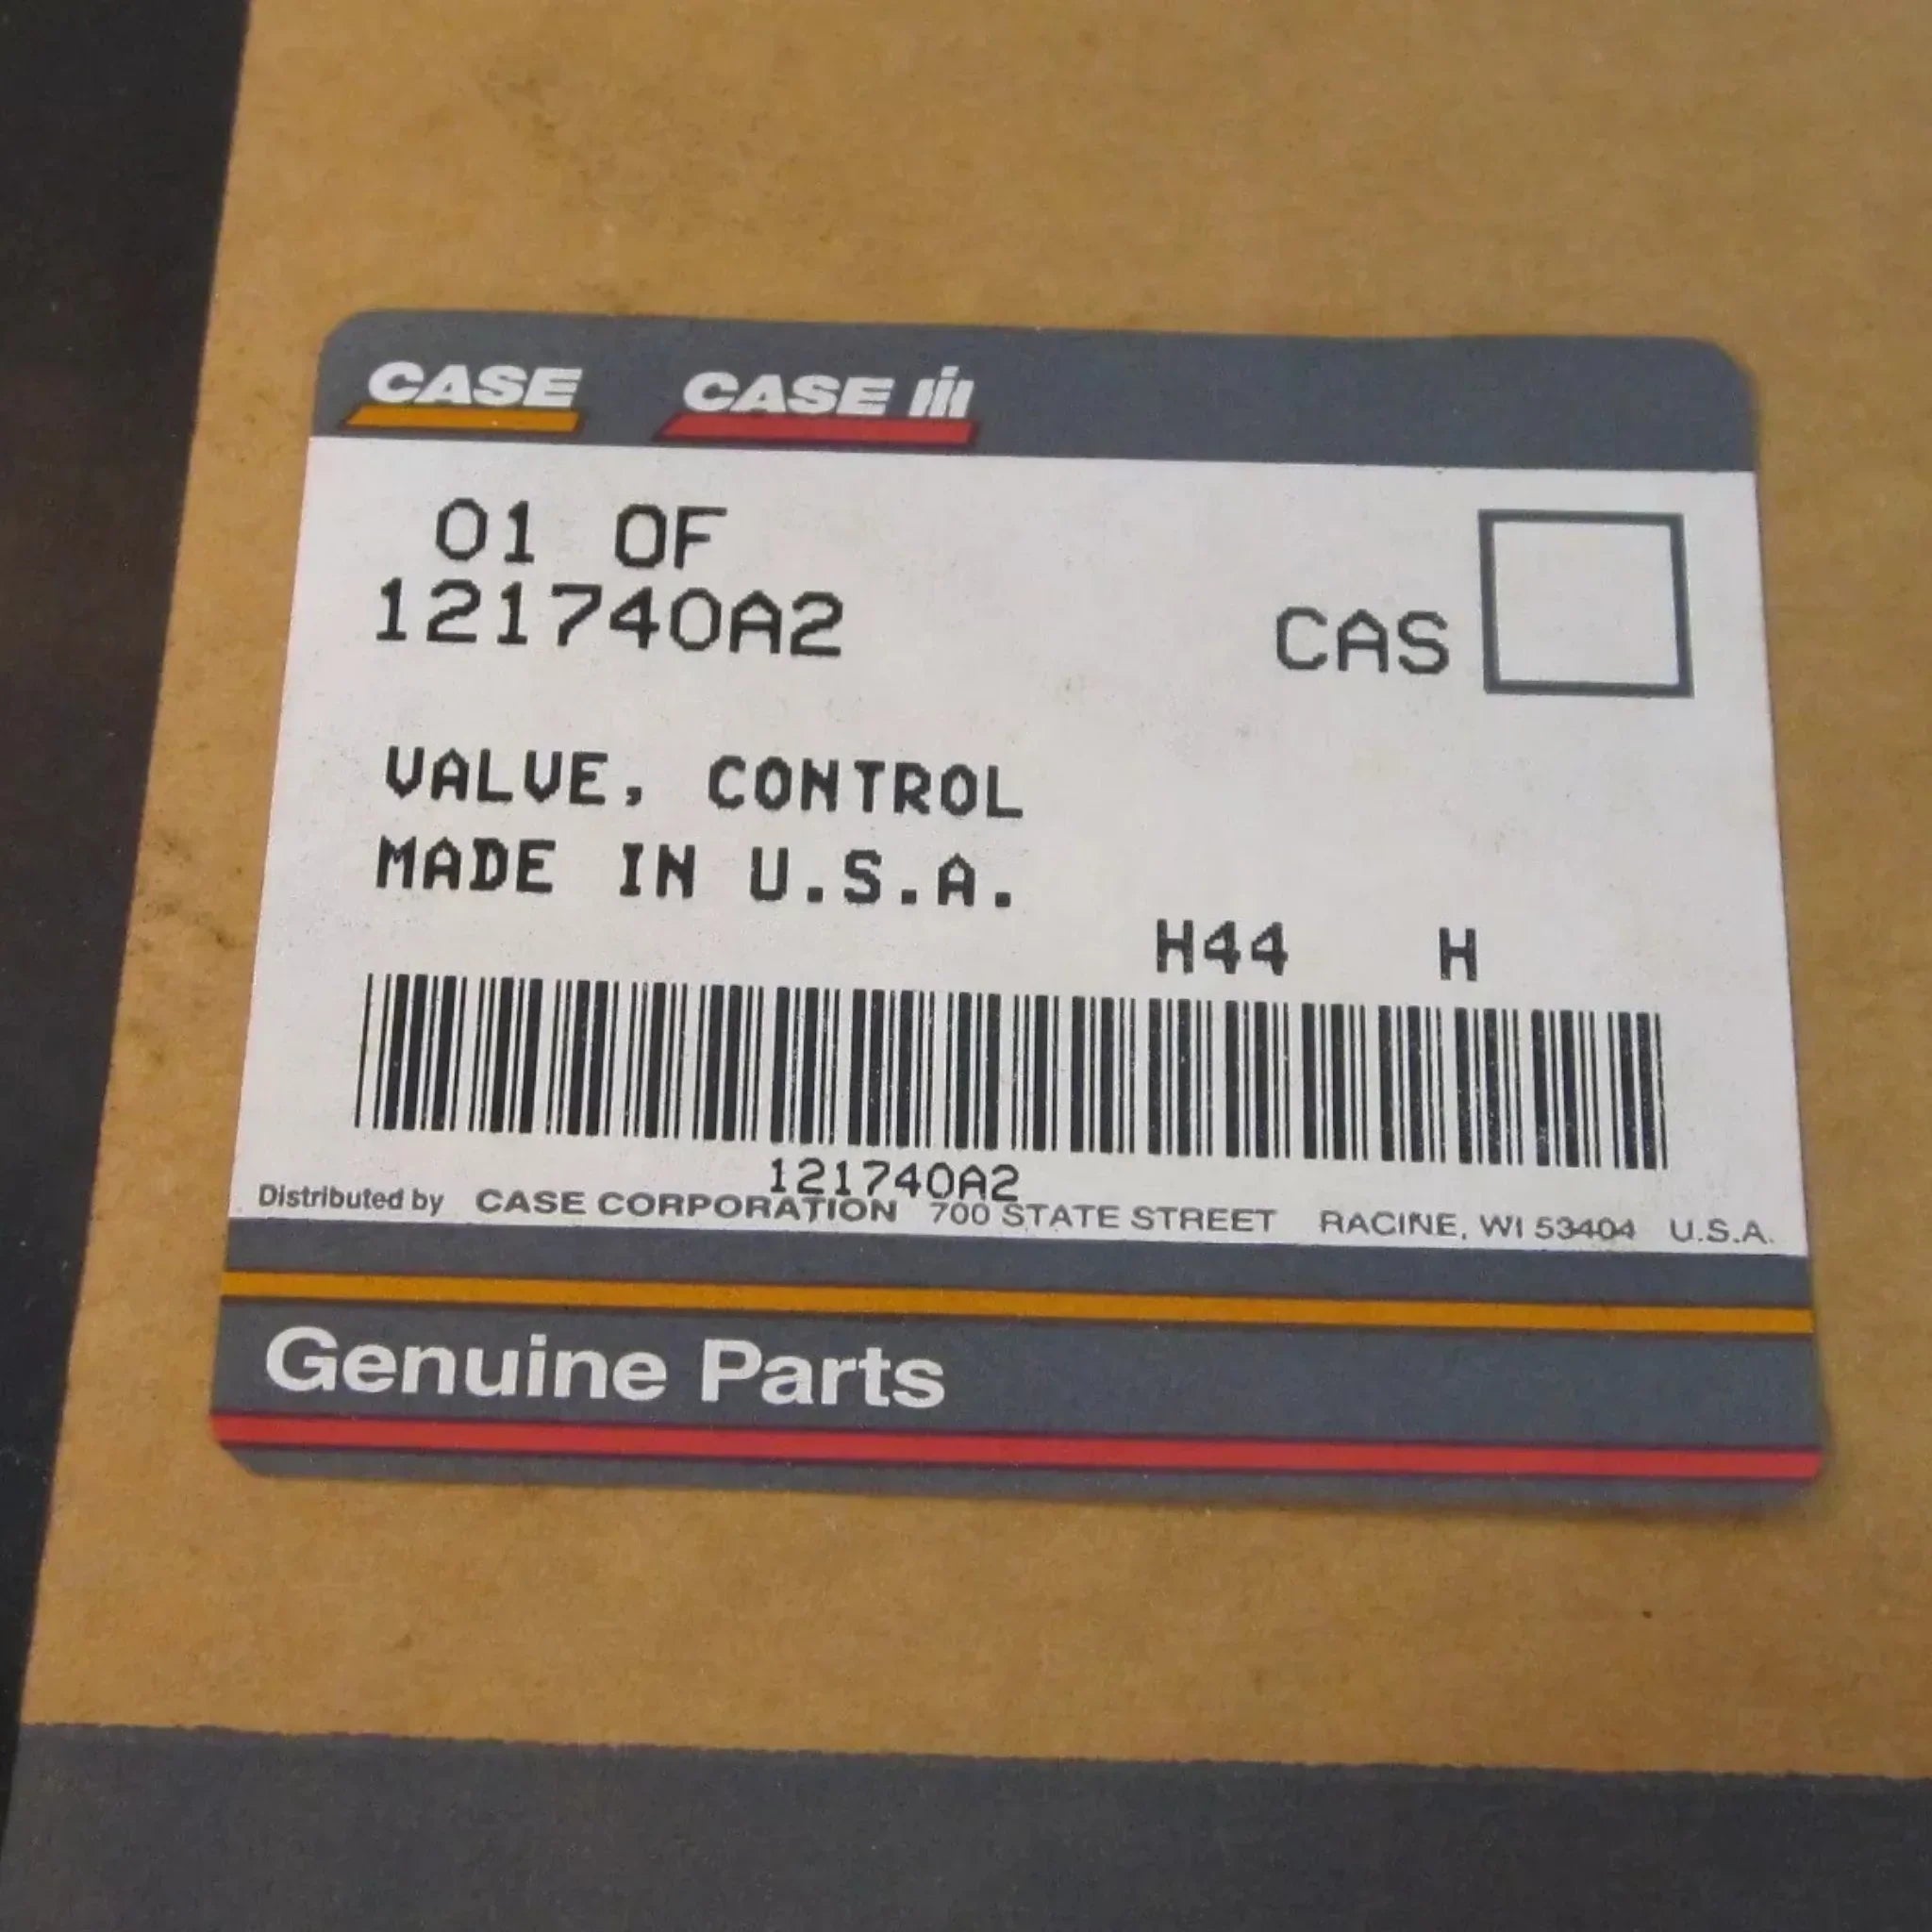 CASE CASE IH
01 OF
121740A2
CAS
VALVE, CONTROL
MADE IN U.S.A.
H44 H
121740A2
Distributed by CASE CORPORATION 700 STATE STREET RACINE, WI 53404 U.S.A.
Genuine Parts